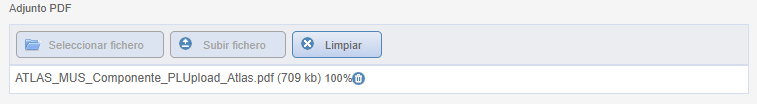 Adjunto PDF
Seleccionar fichero Subir fichero Limpiar
ATLAS_MUS_Componente_PLUpload_Atlas.pdf (709 kb) 100%